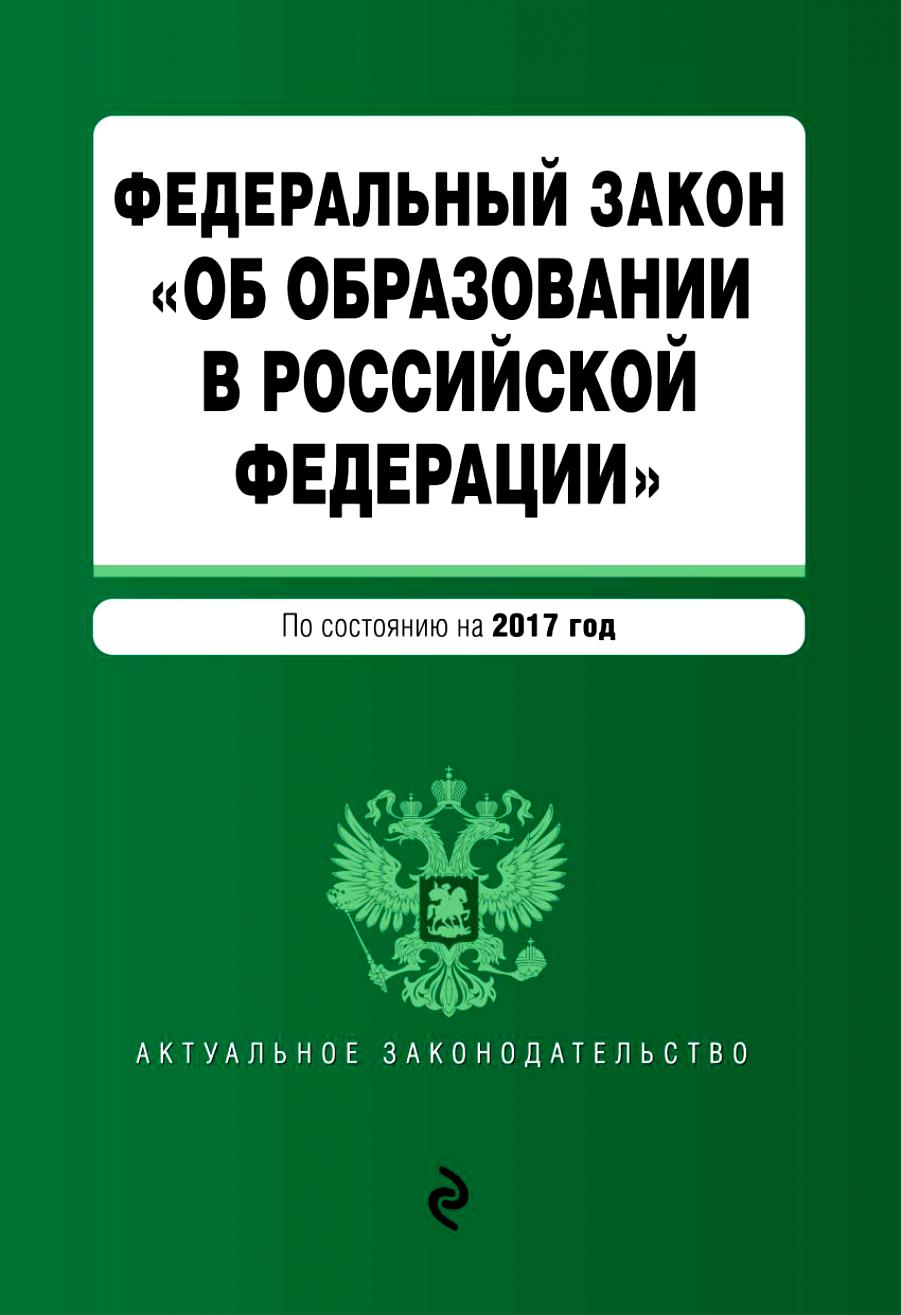 ФЕДЕРАЛЬНЫЙ ЗАКОН
«ОБ ОБРАЗОВАНИИ
В РОССИЙСКОЙ
ФЕДЕРАЦИИ»
По состоянию на 2017 год
АКТУАЛЬНОЕ ЗАКОНОДАТЕЛЬСТВО